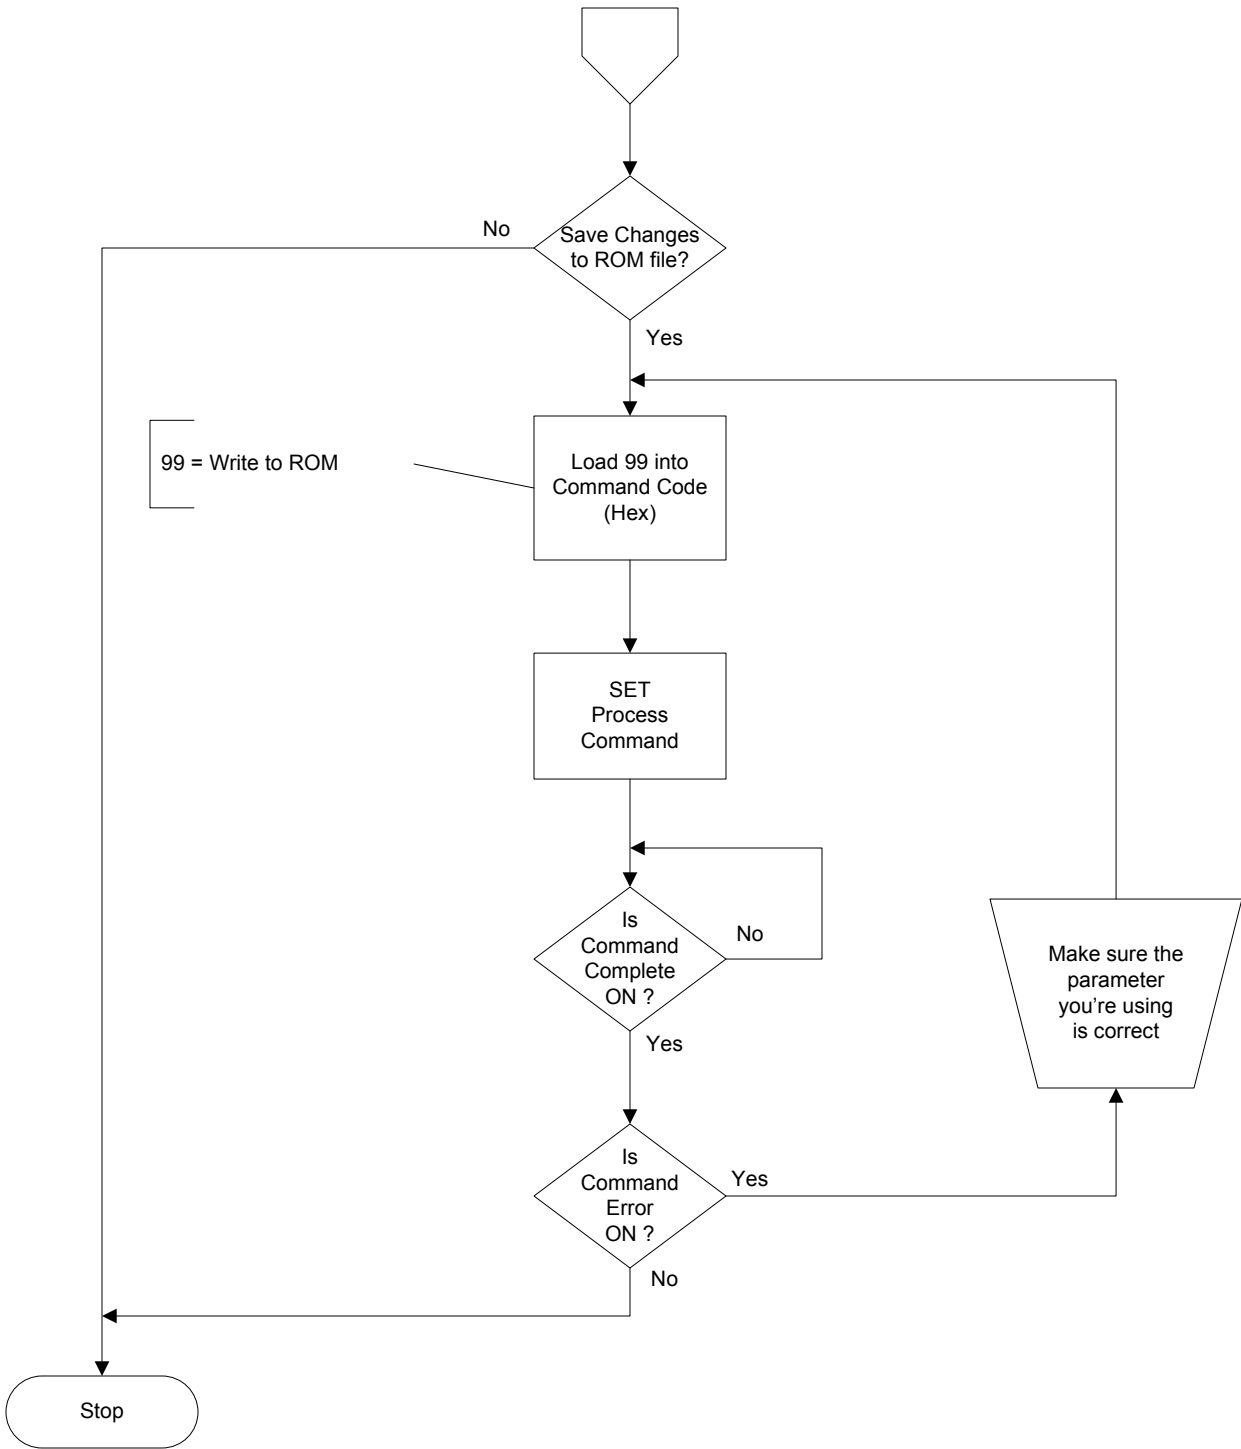 No
Save Changes
to ROM file?
Yes
99 = Write to ROM
Load 99 into
Command Code
(Hex)
SET
Process
Command
Is
Command
Complete
ON ?
No
Yes
Make sure the
parameter
you're using
is correct
Is
Command
Error
ON ?
Yes
No
Stop